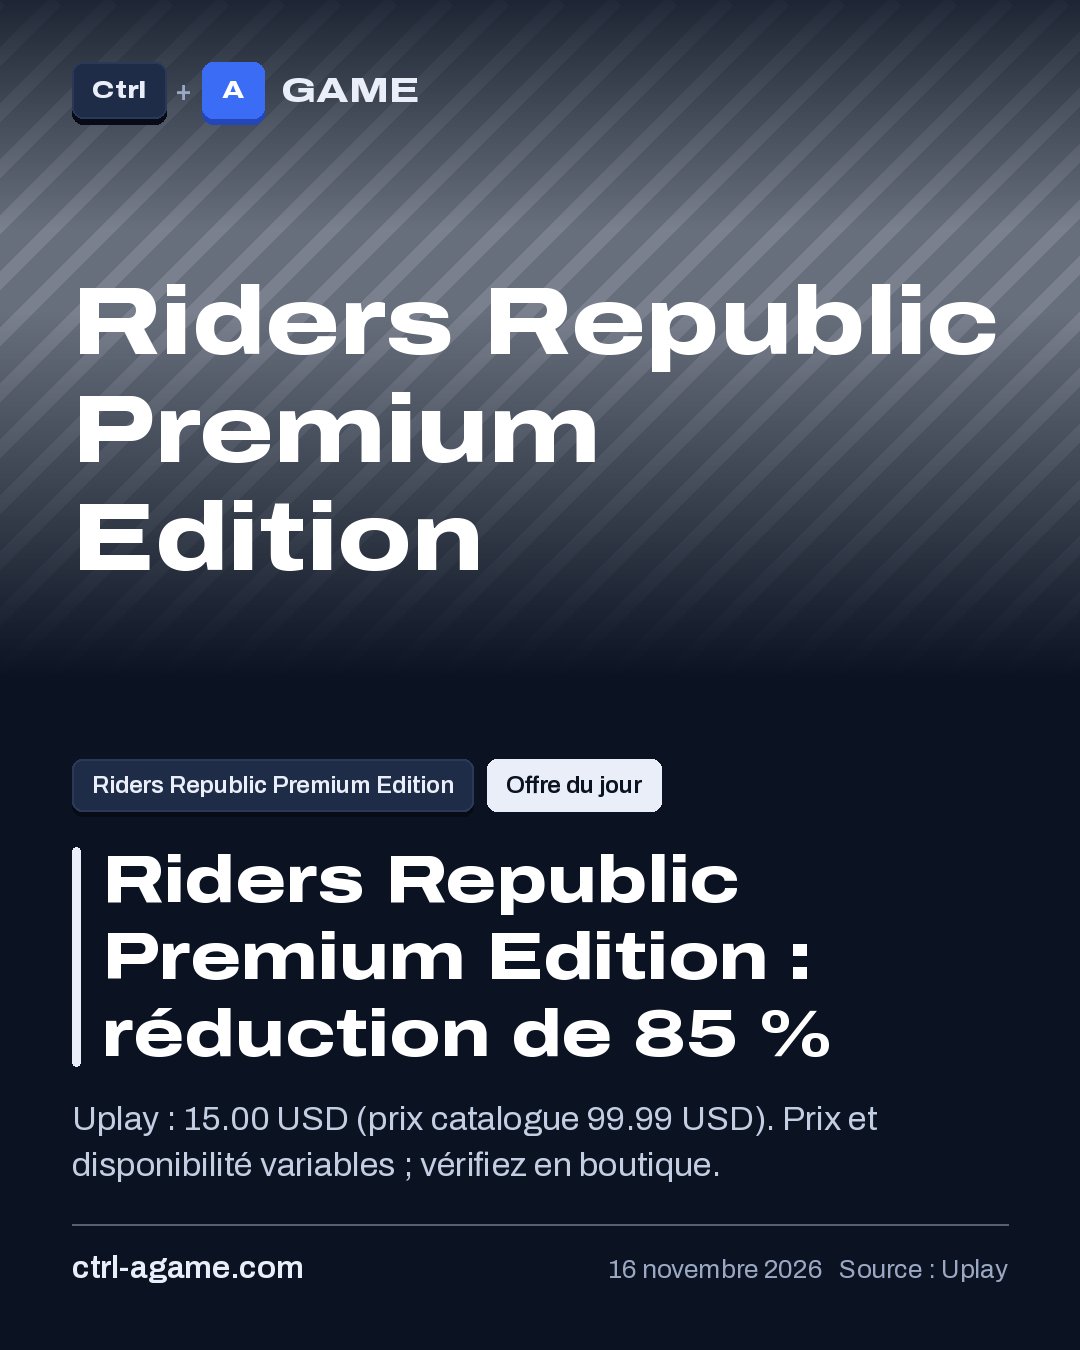 Ctrl + A GAME
Riders Republic
Premium
Edition
Riders Republic Premium Edition Offre du jour
Riders Republic
Premium Edition :
réduction de 85 %
Uplay : 15.00 USD (prix catalogue 99.99 USD). Prix et
disponibilité variables ; vérifiez en boutique.
ctrl-agame.com 16 novembre 2026 Source : Uplay